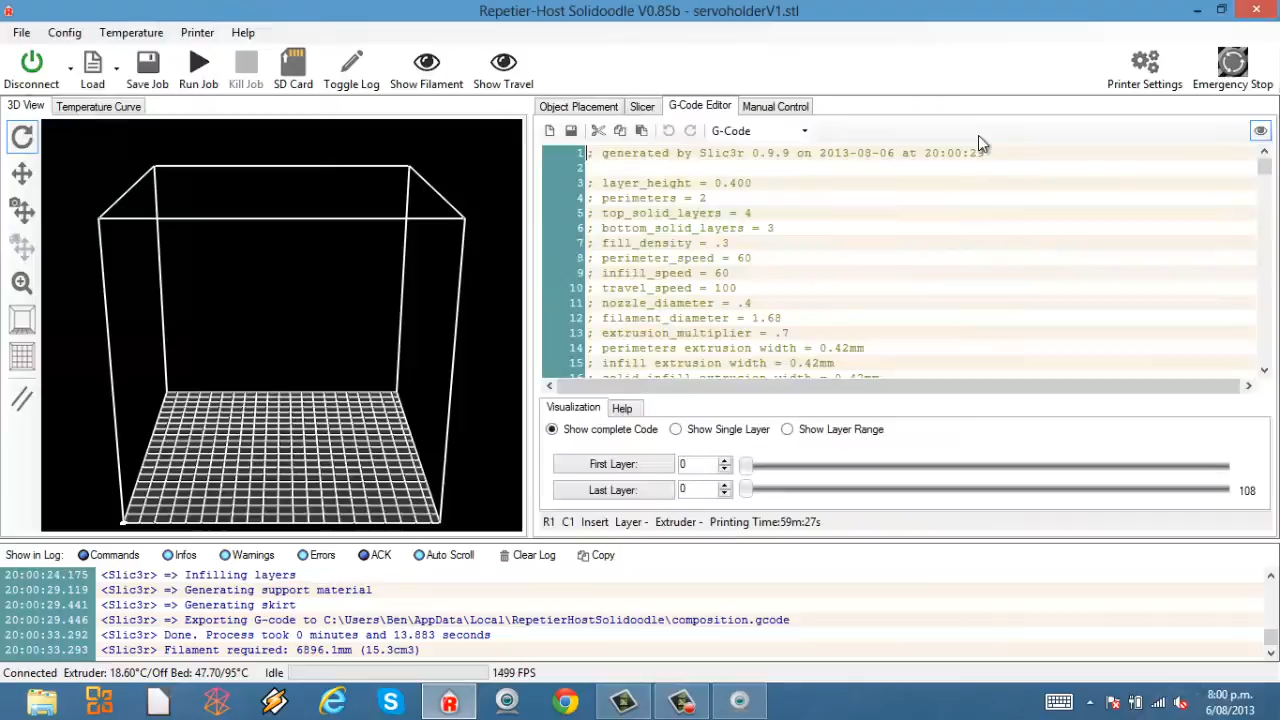 Repetier-Host Solidoodle V0.85b - servoholderV1.stl
File Config Temperature Printer Help
Disconnect Load Save Job Run Job Kill Job SD Card Toggle Log Show Filament Show Travel Printer Settings Emergency Stop
3D View Temperature Curve
Object Placement Slicer G-Code Editor Manual Control
G-Code
1 ; generated by Slic3r 0.9.9 on 2013-08-06 at 20:00:29
2
3 ; layer_height = 0.400
4 ; perimeters = 2
5 ; top_solid_layers = 4
6 ; bottom_solid_layers = 3
7 ; fill_density = .3
8 ; perimeter_speed = 60
9 ; infill_speed = 60
10 ; travel_speed = 100
11 ; nozzle_diameter = .4
12 ; filament_diameter = 1.68
13 ; extrusion_multiplier = .7
14 ; perimeters extrusion width = 0.42mm
15 ; infill extrusion width = 0.42mm
16 ; solid infill extrusion width = 0.42mm
Visualization Help
Show complete Code Show Single Layer Show Layer Range
First Layer: 0
Last Layer: 0 108
R1 C1 Insert Layer - Extruder - Printing Time:59m:27s
Show in Log: Commands Infos Warnings Errors ACK Auto Scroll Clear Log Copy
20:00:24.175 <Slic3r> => Infilling layers
20:00:29.119 <Slic3r> => Generating support material
20:00:29.441 <Slic3r> => Generating skirt
20:00:29.446 <Slic3r> => Exporting G-code to C:\Users\Ben\AppData\Local\RepetierHostSolidoodle\composition.gcode
20:00:33.292 <Slic3r> Done. Process took 0 minutes and 13.883 seconds
20:00:33.293 <Slic3r> Filament required: 6896.1mm (15.3cm3)
Connected Extruder: 18.60°C/Off Bed: 47.70/95°C Idle 1499 FPS
8:00 p.m.
6/08/2013